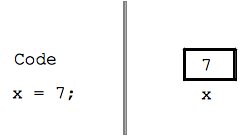 Code
x = 7;
7
x